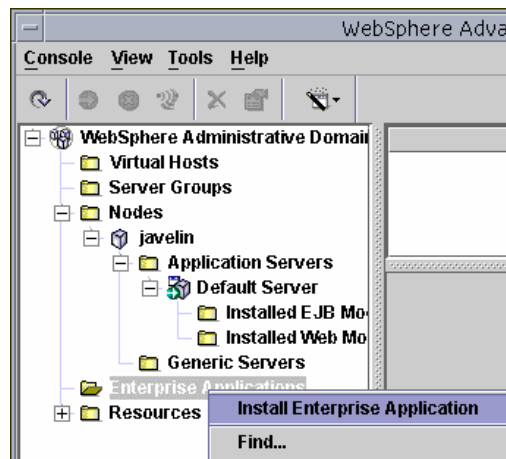 WebSphere Adva
Console View Tools Help
WebSphere Administrative Domai
Virtual Hosts
Server Groups
Nodes
javelin
Application Servers
Default Server
Installed EJB Mo
Installed Web Mo
Generic Servers
Enterprise Applications
Resources
Install Enterprise Application
Find...